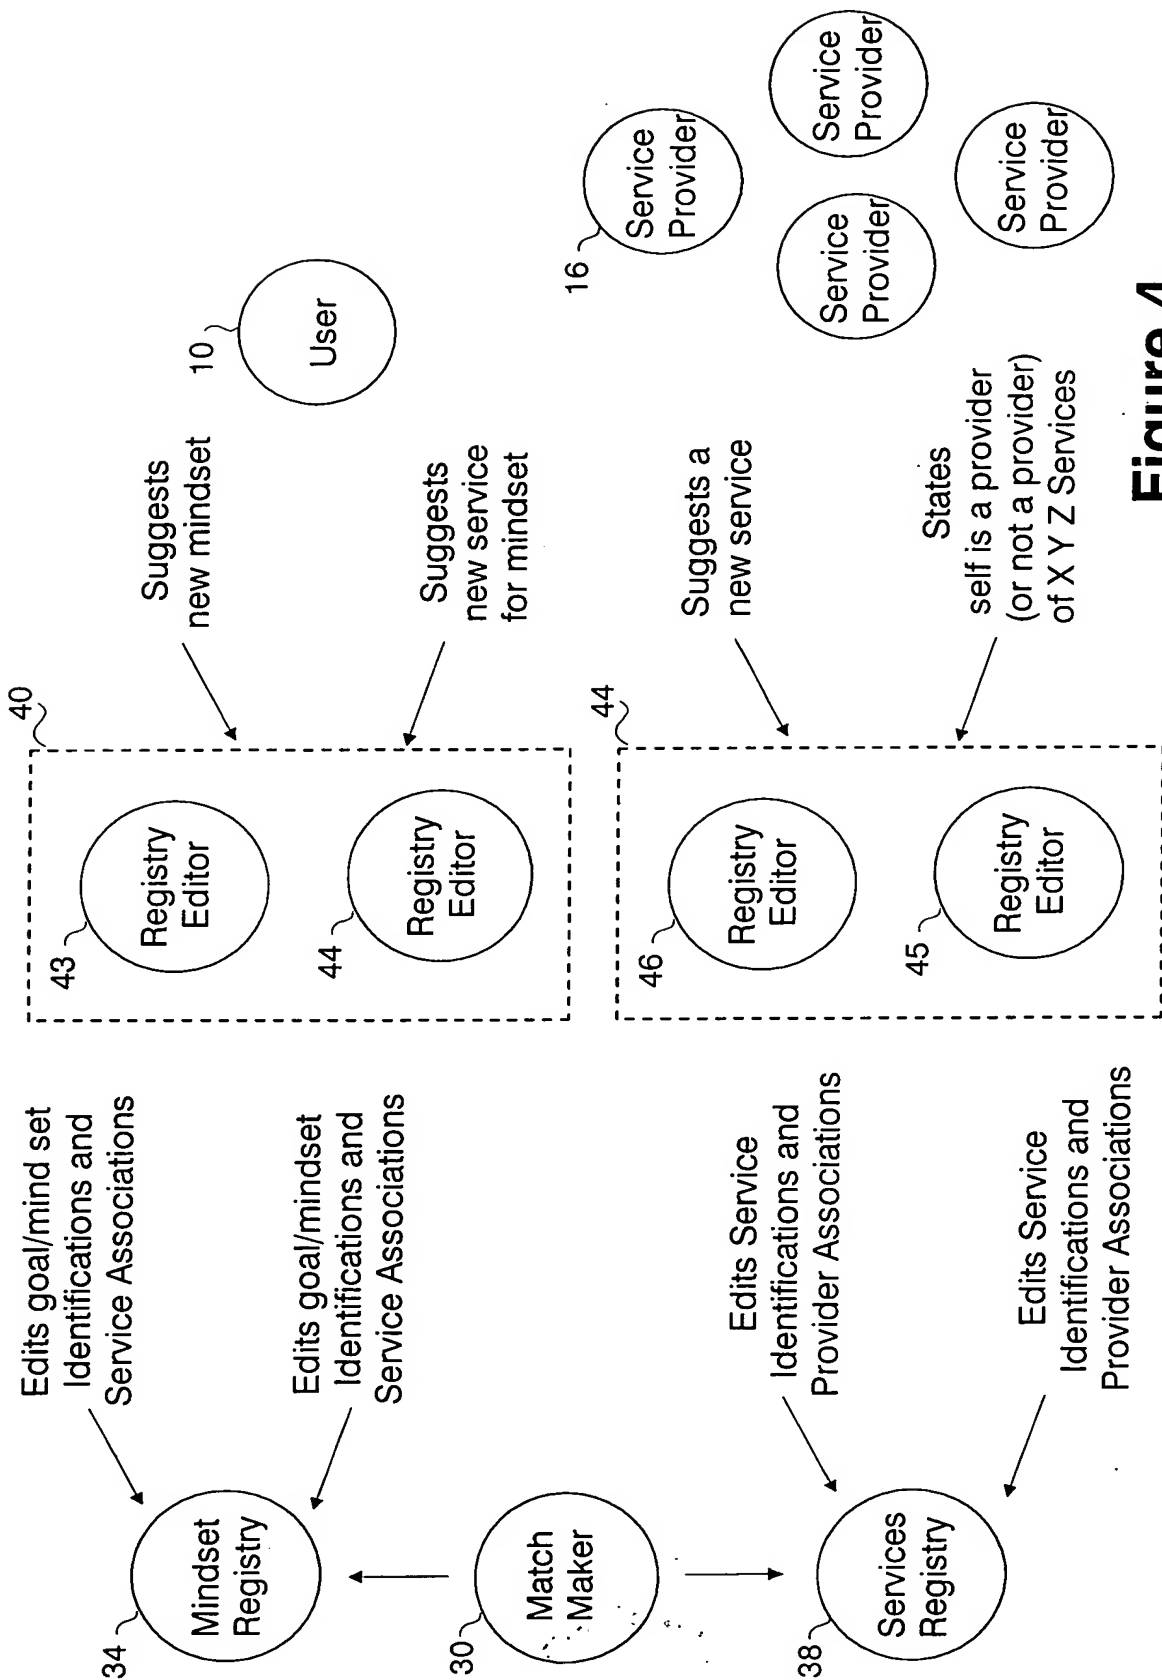 Edits goal/mind set
Identifications and
Service Associations
34
Mindset
Registry
Edits goal/mindset
Identifications and
Service Associations
30
Match
Maker
Edits Service
Identifications and
Provider Associations
38
Services
Registry
Edits Service
Identifications and
Provider Associations
40
43
Registry
Editor
44
Registry
Editor
44
46
Registry
Editor
45
Registry
Editor
Suggests
new mindset
Suggests
new service
for mindset
Suggests a
new service
States
self is a provider
(or not a provider)
of X Y Z Services
10
User
16
Service
Provider
Service
Provider
Service
Provider
Service
Provider
Figure 4